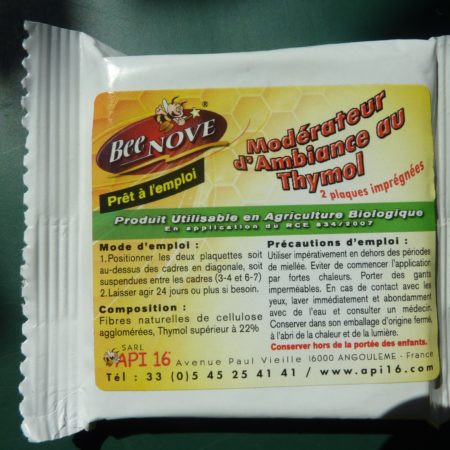 Bee NOVE ®
Prêt à l'emploi
Modérateur
d'Ambiance au
Thymol
2 plaques imprégnées
Produit Utilisable en Agriculture Biologique
En application du RCE 834/2007
Mode d'emploi :
1.Positionner les deux plaquettes soit
au-dessus des cadres en diagonale, soit
suspendues entre les cadres (3-4 et 6-7)
2.Laisser agir 24 jours ou plus si besoin.
Composition :
Fibres naturelles de cellulose
agglomérées, Thymol supérieur à 22%
Précautions d'emploi :
Utiliser impérativement en dehors des périodes
de miellée. Eviter de commencer l'application
par fortes chaleurs. Porter des gants
imperméables. En cas de contact avec les
yeux, laver immédiatement et abondamment
avec de l'eau et consulter un médecin.
Conserver dans son emballage d'origine fermé,
à l'abri de la chaleur et de la lumière.
Conserver hors de la portée des enfants.
SARL
API 16 Avenue Paul Vieille 16000 ANGOULEME - France
Tél : 33 (0)5 45 25 41 41 / www.api16.com